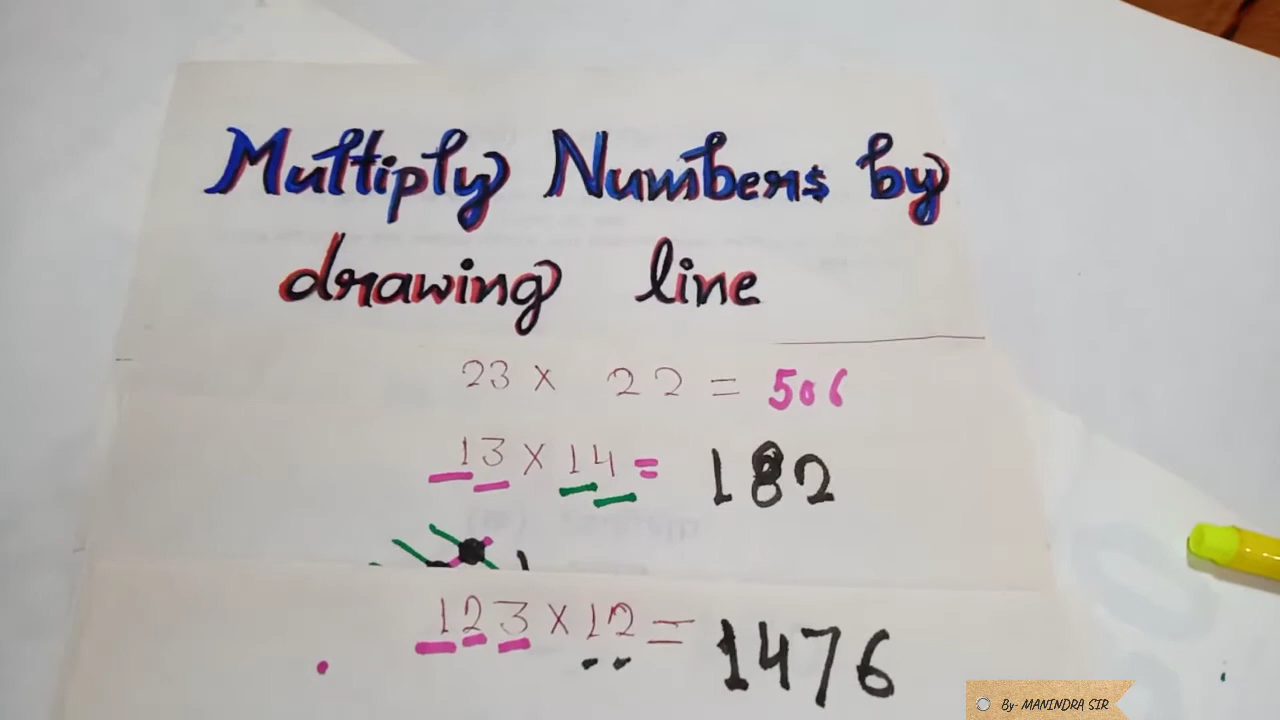 Multiply Numbers by
drawing line
23 x 22 = 506
13 x 14 = 182
123 x 12 = 1476
By- MANINDRA SIR